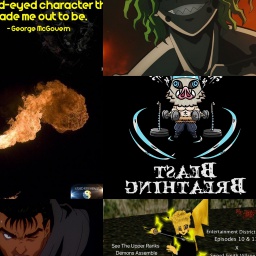 d-eyed character th
ade me out to be.
- George McGovern
BEAST
BREATHING
Entertainment District
Episodes 10 & 1
See The Upper Ranks
Demons Assemble